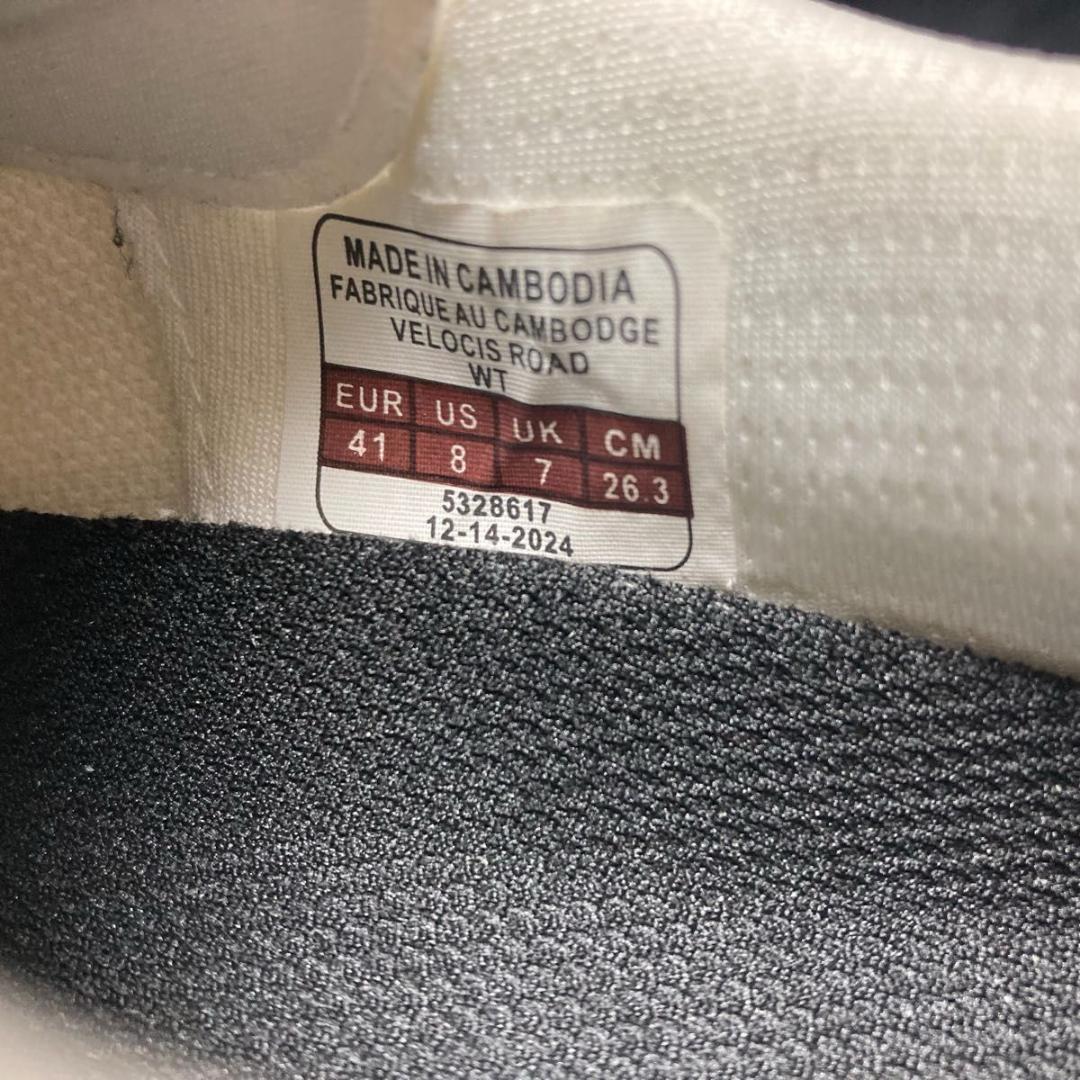 MADE IN CAMBODIA
FABRIQUE AU CAMBODGE
VELOCIS ROAD
WT
EUR US UK CM
41 8 7 26.3
5328617
12-14-2024